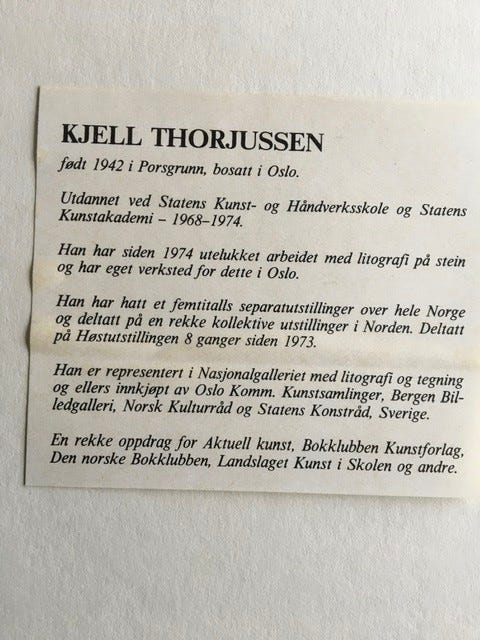 KJELL THORJUSSEN
født 1942 i Porsgrunn, bosatt i Oslo.
Utdannet ved Statens Kunst- og Håndverksskole og Statens
Kunstakademi – 1968–1974.
Han har siden 1974 utelukket arbeidet med litografi på stein
og har eget verksted for dette i Oslo.
Han har hatt et femtitalls separatutstillinger over hele Norge
og deltatt på en rekke kollektive utstillinger i Norden. Deltatt
på Høstutstillingen 8 ganger siden 1973.
Han er representert i Nasjonalgalleriet med litografi og tegning
og ellers innkjøpt av Oslo Komm. Kunstsamlinger, Bergen Bil-
ledgalleri, Norsk Kulturråd og Statens Konstråd, Sverige.
En rekke oppdrag for Aktuell kunst, Bokklubben Kunstforlag,
Den norske Bokklubben, Landslaget Kunst i Skolen og andre.